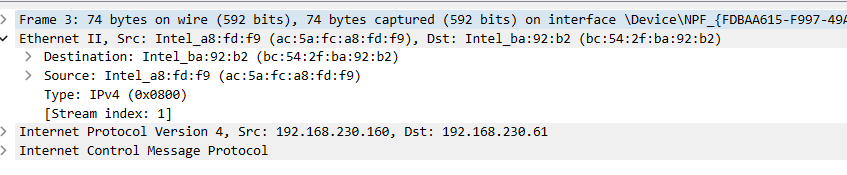 Frame 3: 74 bytes on wire (592 bits), 74 bytes captured (592 bits) on interface \Device\NPF_{FDBAA615-F997-49A
Ethernet II, Src: Intel_a8:fd:f9 (ac:5a:fc:a8:fd:f9), Dst: Intel_ba:92:b2 (bc:54:2f:ba:92:b2)
Destination: Intel_ba:92:b2 (bc:54:2f:ba:92:b2)
Source: Intel_a8:fd:f9 (ac:5a:fc:a8:fd:f9)
Type: IPv4 (0x0800)
[Stream index: 1]
Internet Protocol Version 4, Src: 192.168.230.160, Dst: 192.168.230.61
Internet Control Message Protocol